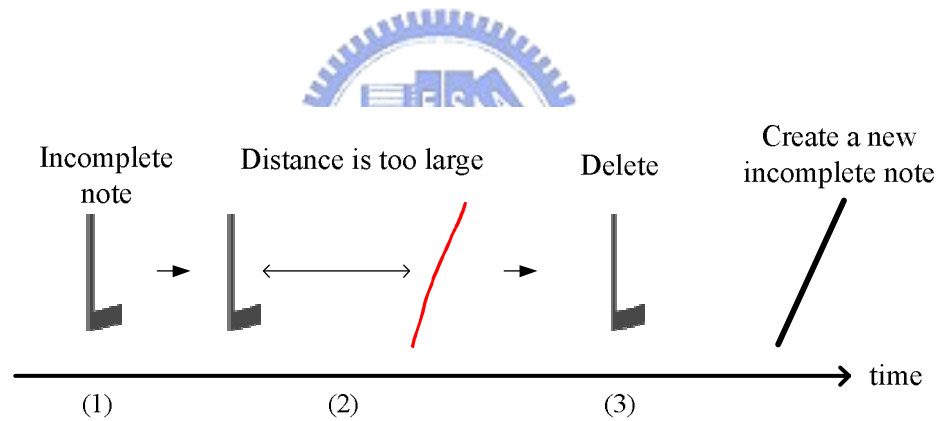 Incomplete
note
Distance is too large
Delete
Create a new
incomplete note
time
(1)
(2)
(3)